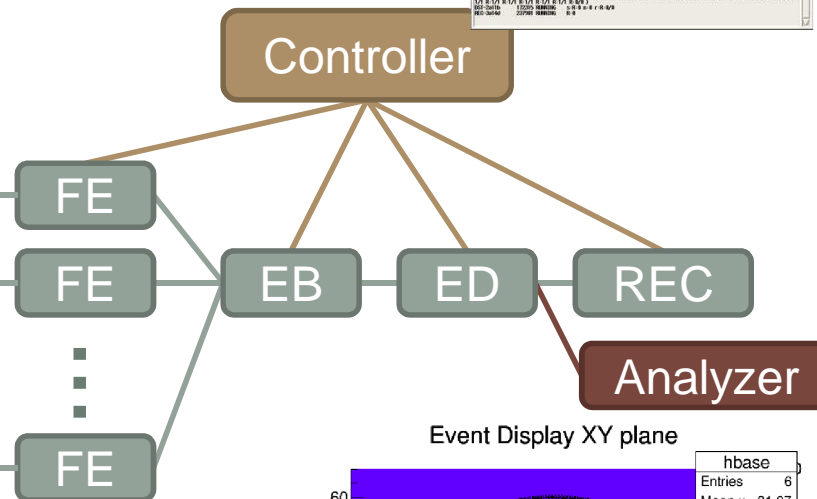 Controller
FE
FE
EB
ED
REC
Analyzer
FE
Event Display XY plane
hbase
Entries 6
60